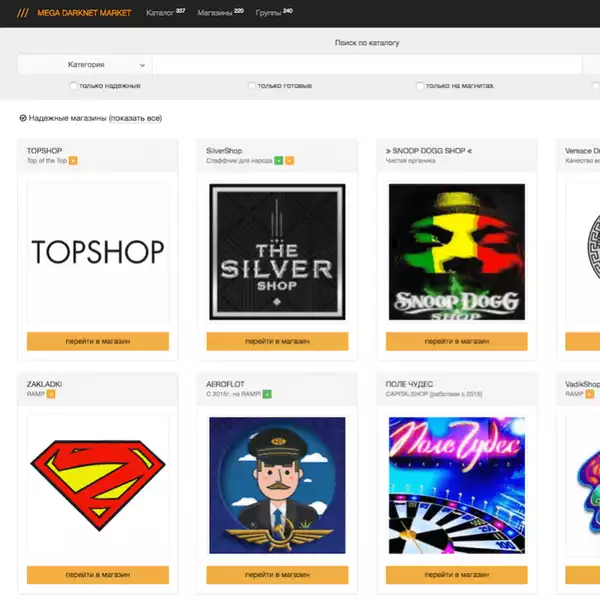 /// MEGA DARKNET MARKET Каталог 337 Магазины 220 Группы 240
Поиск по каталогу
Категория
только надежные только готовые только на магнитах
Надежные магазины (показать все)
TOPSHOP SilverShop » SNOOP DOGG SHOP «
Top of the Top Стаффчик для народа Чистая органика
TOPSHOP
THE
SILVER
SHOP
SNOOP DOGG
SHOP
перейти в магазин перейти в магазин перейти в магазин
ZAKLADKI AEROFLOT ПОЛЕ ЧУДЕС VadikShop
RAMP С 2015г. на RAMP! CAPITALSHOP [работаем с 2015] RAMP
Поле Чудес
100
перейти в магазин перейти в магазин перейти в магазин